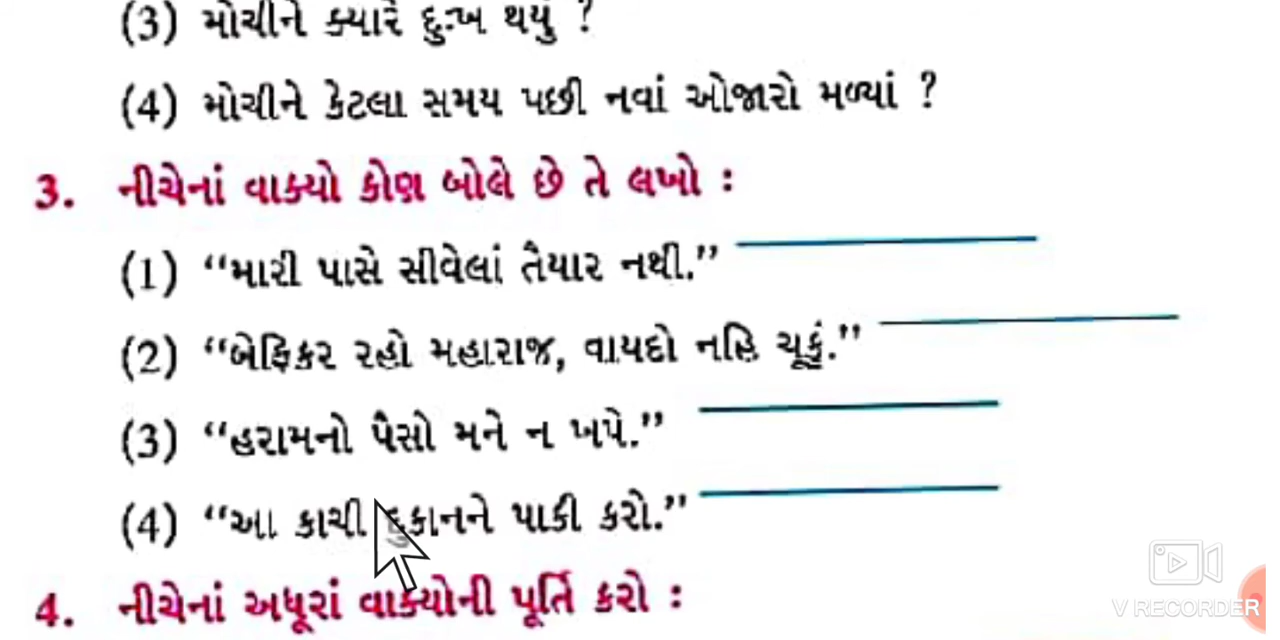 (3) મોચીને ક્યારે દુઃખ થયું ?
(4) મોચીને કેટલા સમય પછી નવાં ઓજારો મળ્યાં ?
3. નીચેનાં વાક્યો કોણ બોલે છે તે લખો :
(1) “મારી પાસે સીવેલાં તૈયાર નથી.”
(2) “બેફિકર રહો મહારાજ, વાયદો નહિ ચૂકું.”
(3) “હરામનો પૈસો મને ન ખપે.”
(4) “આ કાચી દુકાનને પાકી કરો.”
4. નીચેનાં અધૂરાં વાક્યોની પૂર્તિ કરો :
V RECORDER